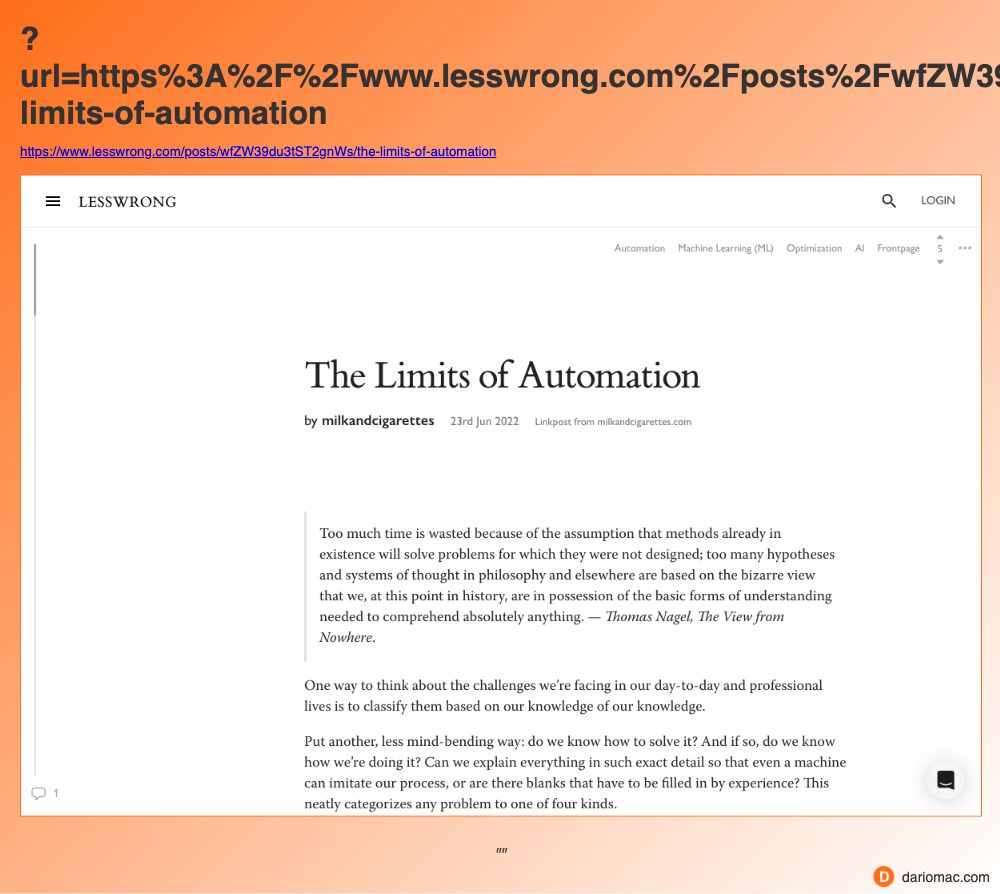 ?
url=https%3A%2F%2Fwww.lesswrong.com%2Fposts%2FwfZW39
limits-of-automation
https://www.lesswrong.com/posts/wfZW39du3tST2gnWs/the-limits-of-automation
LESSWRONG
LOGIN
Automation Machine Learning (ML) Optimization AI Frontpage 5
The Limits of Automation
by milkandcigarettes 23rd Jun 2022 Linkpost from milkandcigarettes.com
Too much time is wasted because of the assumption that methods already in
existence will solve problems for which they were not designed; too many hypotheses
and systems of thought in philosophy and elsewhere are based on the bizarre view
that we, at this point in history, are in possession of the basic forms of understanding
needed to comprehend absolutely anything. — Thomas Nagel, The View from
Nowhere.
One way to think about the challenges we're facing in our day-to-day and professional
lives is to classify them based on our knowledge of our knowledge.
Put another, less mind-bending way: do we know how to solve it? And if so, do we know
how we're doing it? Can we explain everything in such exact detail so that even a machine
can imitate our process, or are there blanks that have to be filled in by experience? This
neatly categorizes any problem to one of four kinds.
1
""
D dariomac.com